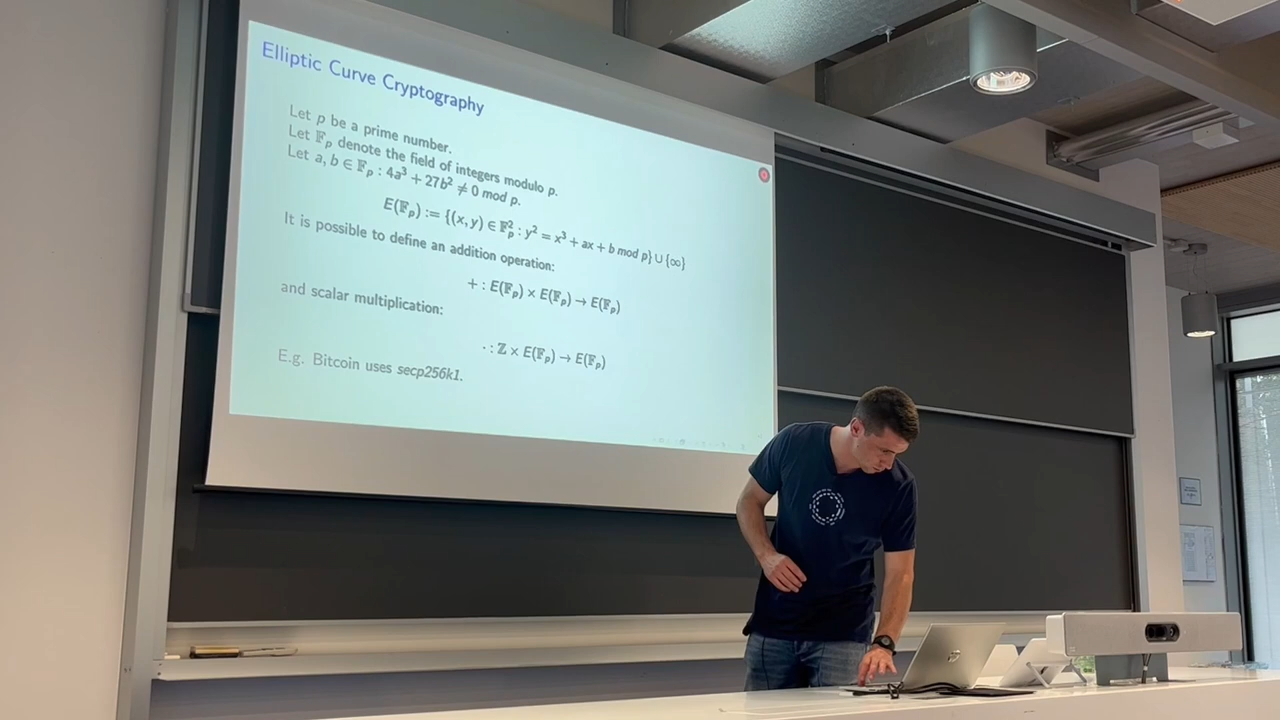 Elliptic Curve Cryptography
Let p be a prime number.
Let 𝔽ₚ denote the field of integers modulo p.
Let a, b ∈ 𝔽ₚ : 4a³ + 27b² ≠ 0 mod p.
E(𝔽ₚ) := {(x, y) ∈ 𝔽ₚ² : y² = x³ + ax + b mod p} ∪ {∞}
It is possible to define an addition operation:
+ : E(𝔽ₚ) × E(𝔽ₚ) → E(𝔽ₚ)
and scalar multiplication:
· : ℤ × E(𝔽ₚ) → E(𝔽ₚ)
E.g. Bitcoin uses secp256k1.
hp